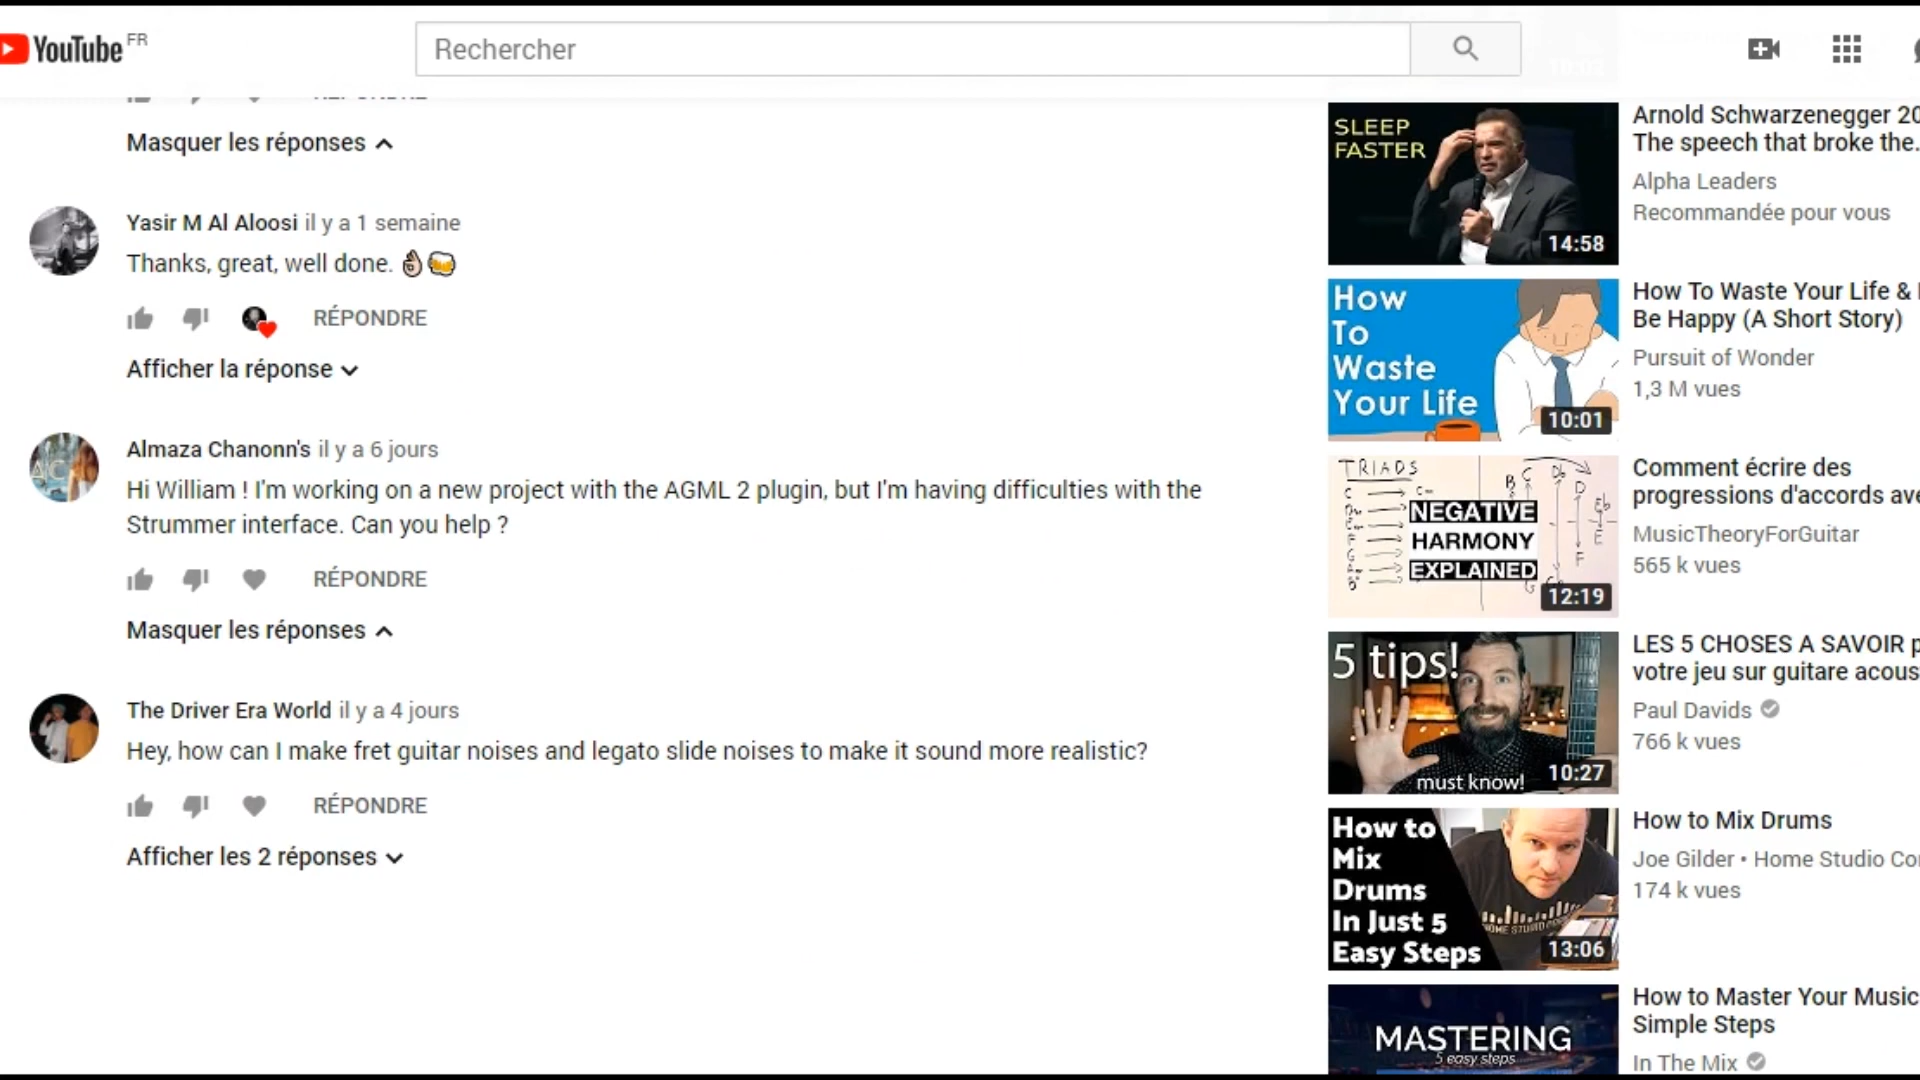 YouTube FR
Rechercher
Masquer les réponses
Yasir M Al Aloosi il y a 1 semaine
Thanks, great, well done. 👌🏼🍻
RÉPONDRE
Afficher la réponse
Almaza Chanonn's il y a 6 jours
Hi William ! I'm working on a new project with the AGML 2 plugin, but I'm having difficulties with the
Strummer interface. Can you help ?
RÉPONDRE
Masquer les réponses
The Driver Era World il y a 4 jours
Hey, how can I make fret guitar noises and legato slide noises to make it sound more realistic?
RÉPONDRE
Afficher les 2 réponses
SLEEP
FASTER
14:58
Arnold Schwarzenegger 20
The speech that broke the.
Alpha Leaders
Recommandée pour vous
How
To
Waste
Your Life
10:01
How To Waste Your Life &
Be Happy (A Short Story)
Pursuit of Wonder
1,3 M vues
TRIADS
NEGATIVE
HARMONY
EXPLAINED
12:19
Comment écrire des
progressions d'accords ave
MusicTheoryForGuitar
565 k vues
5 tips!
must know!
10:27
LES 5 CHOSES A SAVOIR p
votre jeu sur guitare acous
Paul Davids
766 k vues
How to
Mix
Drums
In Just 5
Easy Steps
13:06
How to Mix Drums
Joe Gilder • Home Studio Co
174 k vues
MASTERING
5 easy steps
How to Master Your Music
Simple Steps
In The Mix